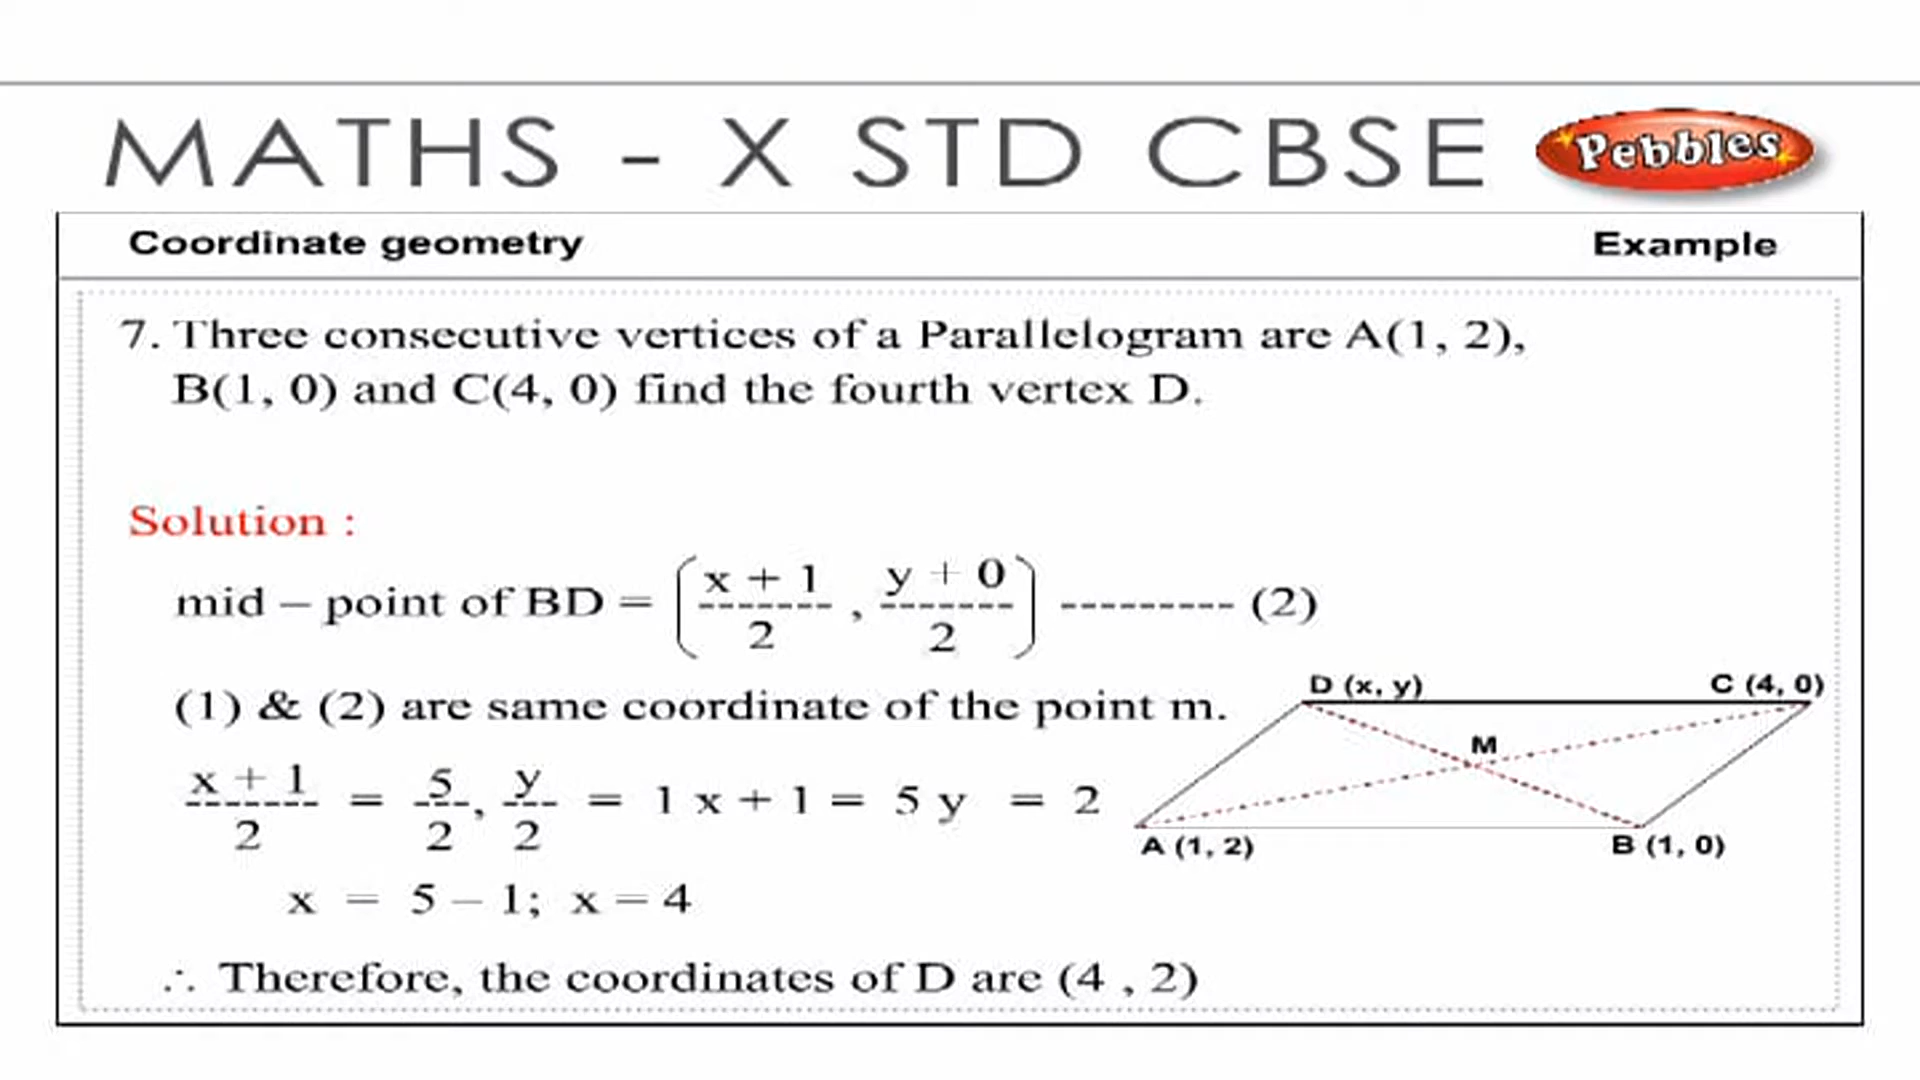 MATHS - X STD CBSE Pebbles
Coordinate geometry Example
7. Three consecutive vertices of a Parallelogram are A(1, 2),
B(1, 0) and C(4, 0) find the fourth vertex D.
Solution :
mid – point of BD = ( x + 1 / 2 , y + 0 / 2 ) --------- (2)
(1) & (2) are same coordinate of the point m.
x + 1 / 2 = 5 / 2 , y / 2 = 1 x + 1 = 5 y = 2
x = 5 – 1; x = 4
∴ Therefore, the coordinates of D are (4 , 2)
D (x, y) C (4, 0)
M
A (1, 2) B (1, 0)